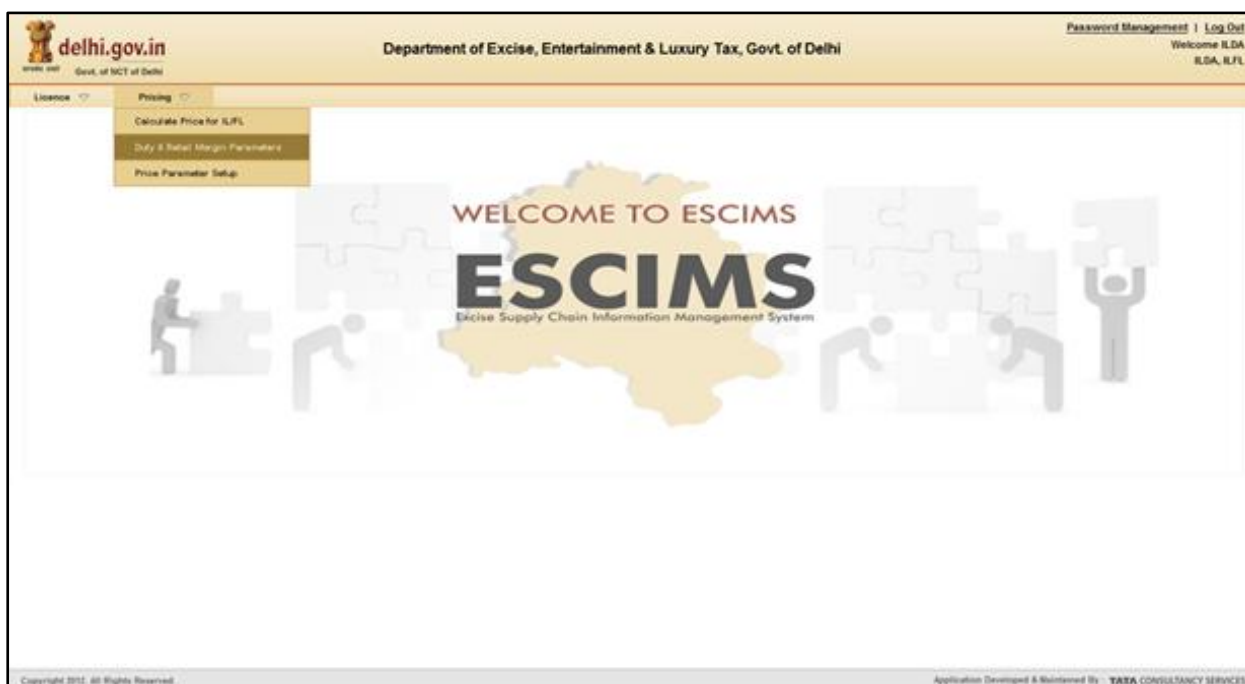 delhi.gov.in
सत्यमेव जयते
Govt. of NCT of Delhi
Department of Excise, Entertainment & Luxury Tax, Govt. of Delhi
Password Management | Log Out
Welcome ILDA
ILDA, ILFL
Licence
Pricing
Calculate Price for IL/FL
Duty & Retail Margin Parameters
Price Parameter Setup
WELCOME TO ESCIMS
ESCIMS
Excise Supply Chain Information Management System
Copyright 2012. All Rights Reserved
Application Developed & Maintained By : TATA CONSULTANCY SERVICES